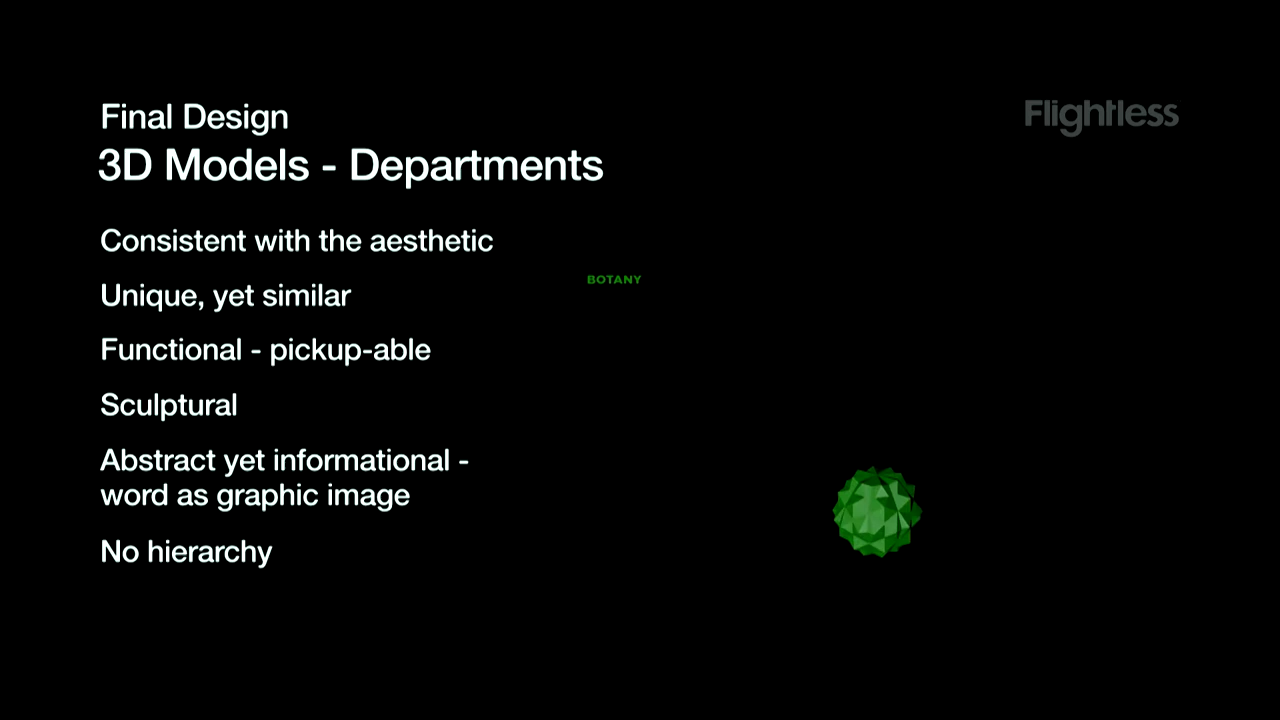 Final Design
Flightless
3D Models - Departments
Consistent with the aesthetic
BOTANY
Unique, yet similar
Functional - pickup-able
Sculptural
Abstract yet informational -
word as graphic image
No hierarchy